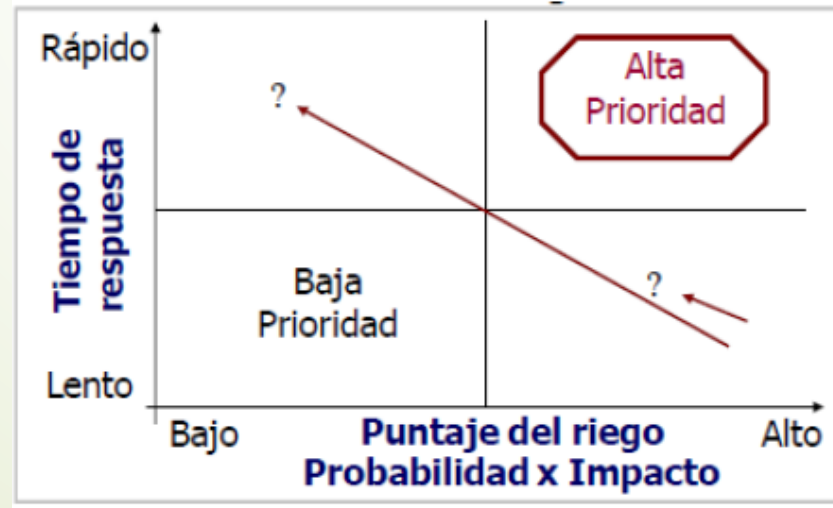 Rápido
?
Alta
Prioridad
Tiempo de
respuesta
Baja
Prioridad
?
Lento
Bajo
Puntaje del riego
Alto
Probabilidad x Impacto